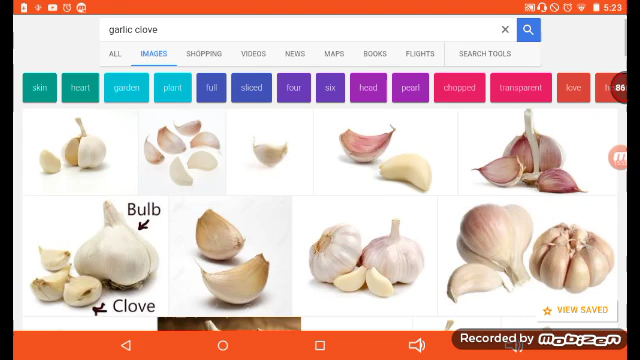 5:23
garlic clove
ALL IMAGES SHOPPING VIDEOS NEWS MAPS BOOKS FLIGHTS SEARCH TOOLS
skin heart garden plant full sliced four six head pearl chopped transparent love
86
Bulb
Clove
VIEW SAVED
Recorded by Mobizen